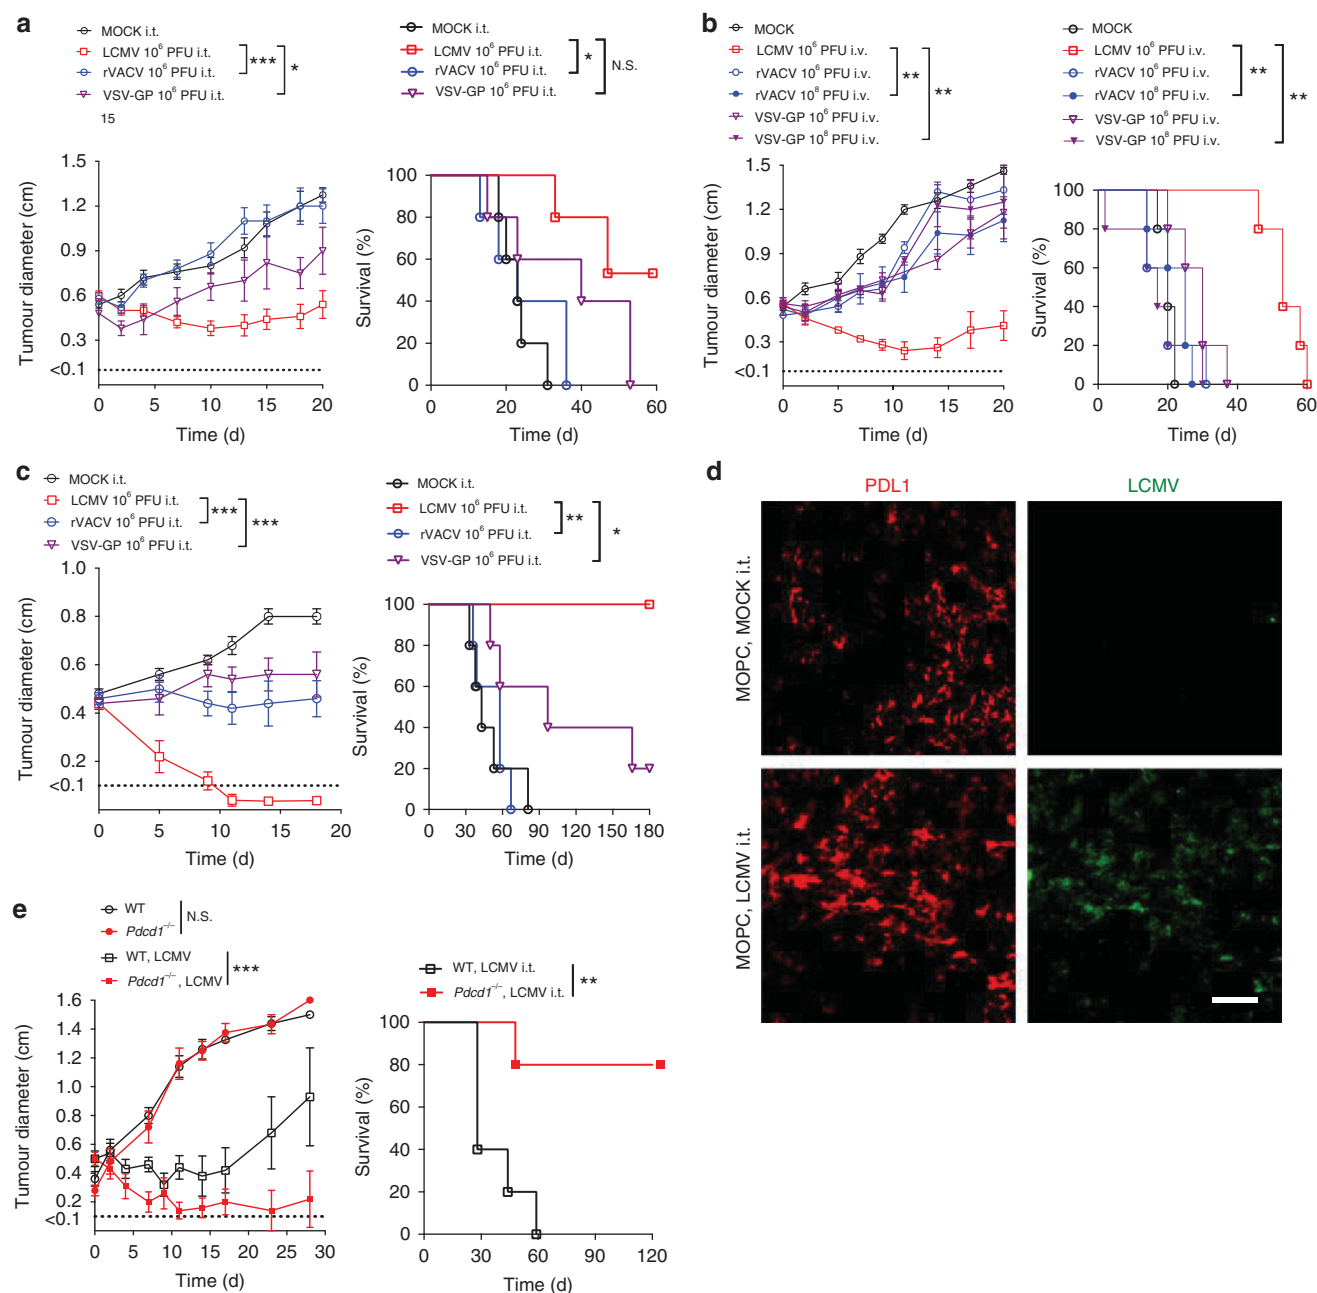 a
MOCK i.t.
LCMV 10⁶ PFU i.t.
rVACV 10⁶ PFU i.t.
VSV-GP 10⁶ PFU i.t.
15
***
*
Tumour diameter (cm)
1.5
1.2
0.9
0.6
0.3
<0.1
0 5 10 15 20
Time (d)
MOCK i.t.
LCMV 10⁶ PFU i.t.
rVACV 10⁶ PFU i.t.
VSV-GP 10⁶ PFU i.t.
*
N.S.
Survival (%)
100
80
60
40
20
0
0 20 40 60
Time (d)
b
MOCK
LCMV 10⁶ PFU i.v.
rVACV 10⁶ PFU i.v.
rVACV 10⁸ PFU i.v.
VSV-GP 10⁶ PFU i.v.
VSV-GP 10⁸ PFU i.v.
**
**
Tumour diameter (cm)
1.5
1.2
0.9
0.6
0.3
<0.1
0 5 10 15 20
Time (d)
MOCK
LCMV 10⁶ PFU i.v.
rVACV 10⁶ PFU i.v.
rVACV 10⁸ PFU i.v.
VSV-GP 10⁶ PFU i.v.
VSV-GP 10⁸ PFU i.v.
**
**
Survival (%)
100
80
60
40
20
0
0 20 40 60
Time (d)
c
MOCK i.t.
LCMV 10⁶ PFU i.t.
rVACV 10⁶ PFU i.t.
VSV-GP 10⁶ PFU i.t.
***
***
Tumour diameter (cm)
1.0
0.8
0.6
0.4
0.2
<0.1
0 5 10 15 20
Time (d)
MOCK i.t.
LCMV 10⁶ PFU i.t.
rVACV 10⁶ PFU i.t.
VSV-GP 10⁶ PFU i.t.
**
*
Survival (%)
100
80
60
40
20
0
0 30 60 90 120 150 180
Time (d)
d
PDL1
LCMV
MOPC, MOCK i.t.
MOPC, LCMV i.t.
e
WT
Pdcd1⁻/⁻
N.S.
WT, LCMV
Pdcd1⁻/⁻, LCMV
***
Tumour diameter (cm)
1.6
1.4
1.2
1.0
0.8
0.6
0.4
0.2
<0.1
0 5 10 15 20 25 30
Time (d)
WT, LCMV i.t.
Pdcd1⁻/⁻, LCMV i.t.
**
Survival (%)
100
80
60
40
20
0
0 30 60 90 120
Time (d)